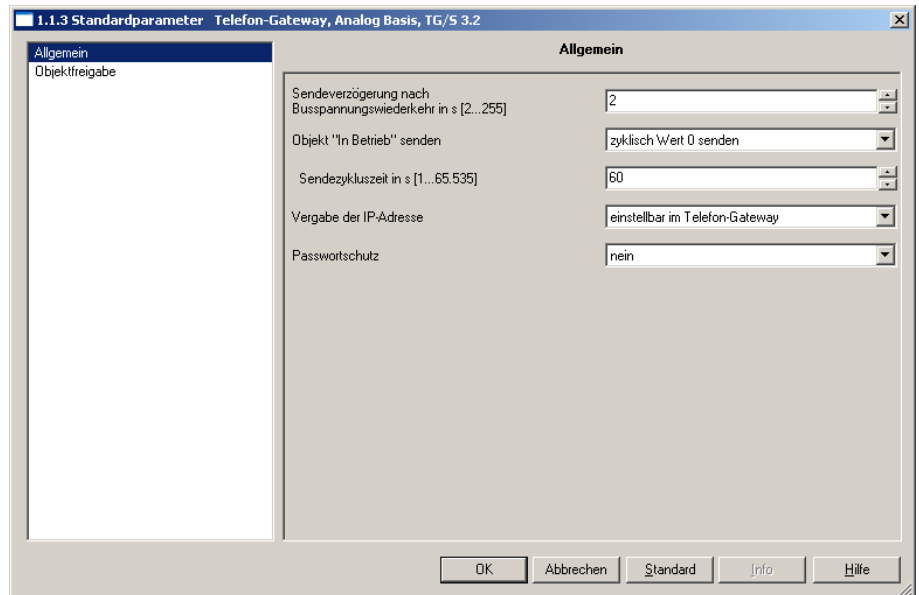 1.1.3 Standardparameter Telefon-Gateway, Analog Basis, TG/S 3.2
Allgemein
Objektfreigabe
Allgemein
Sendeverzögerung nach
Busspannungswiederkehr in s [2...255]
2
Objekt "In Betrieb" senden
zyklisch Wert 0 senden
Sendezykluszeit in s [1...65.535]
60
Vergabe der IP-Adresse
einstellbar im Telefon-Gateway
Passwortschutz
nein
OK
Abbrechen
Standard
Info
Hilfe